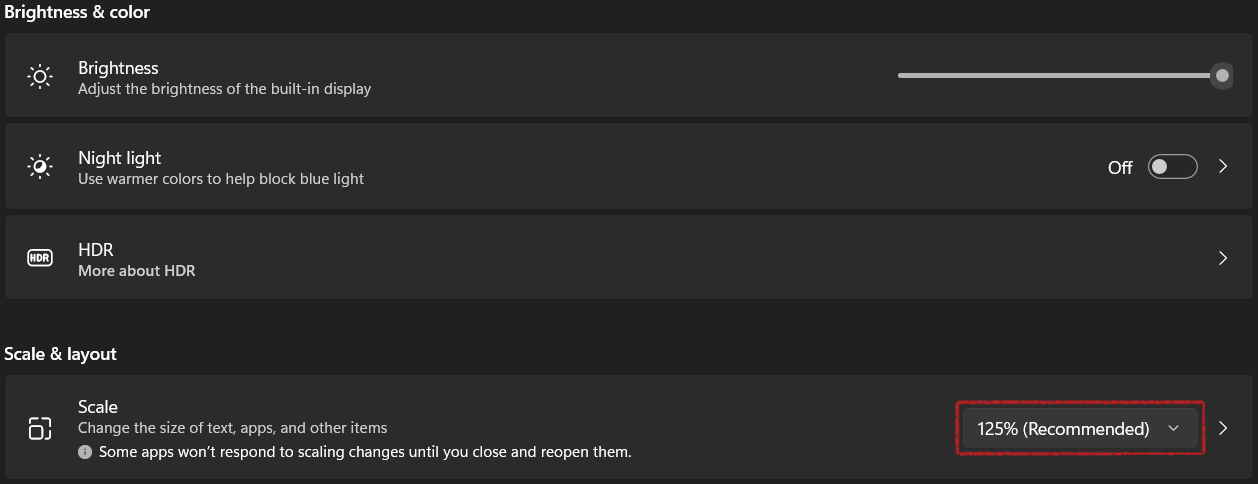 Brightness & color
Brightness
Adjust the brightness of the built-in display
Night light
Use warmer colors to help block blue light
Off
HDR
HDR
More about HDR
Scale & layout
Scale
Change the size of text, apps, and other items
Some apps won’t respond to scaling changes until you close and reopen them.
125% (Recommended)